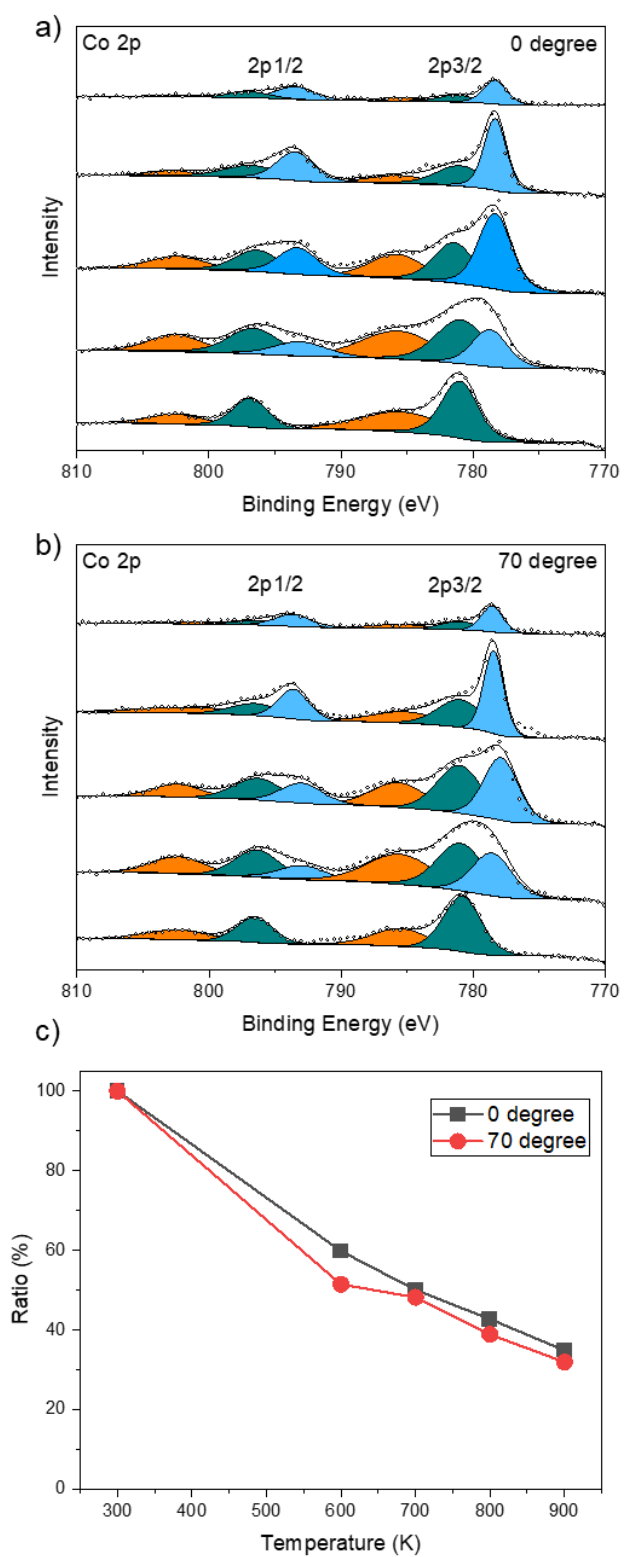 a)
Co 2p
0 degree
2p1/2
2p3/2
Intensity
810
800
790
780
770
Binding Energy (eV)
b)
Co 2p
70 degree
2p1/2
2p3/2
Intensity
810
800
790
780
770
Binding Energy (eV)
c)
100
80
60
40
20
0
Ratio (%)
0 degree
70 degree
300
400
500
600
700
800
900
Temperature (K)